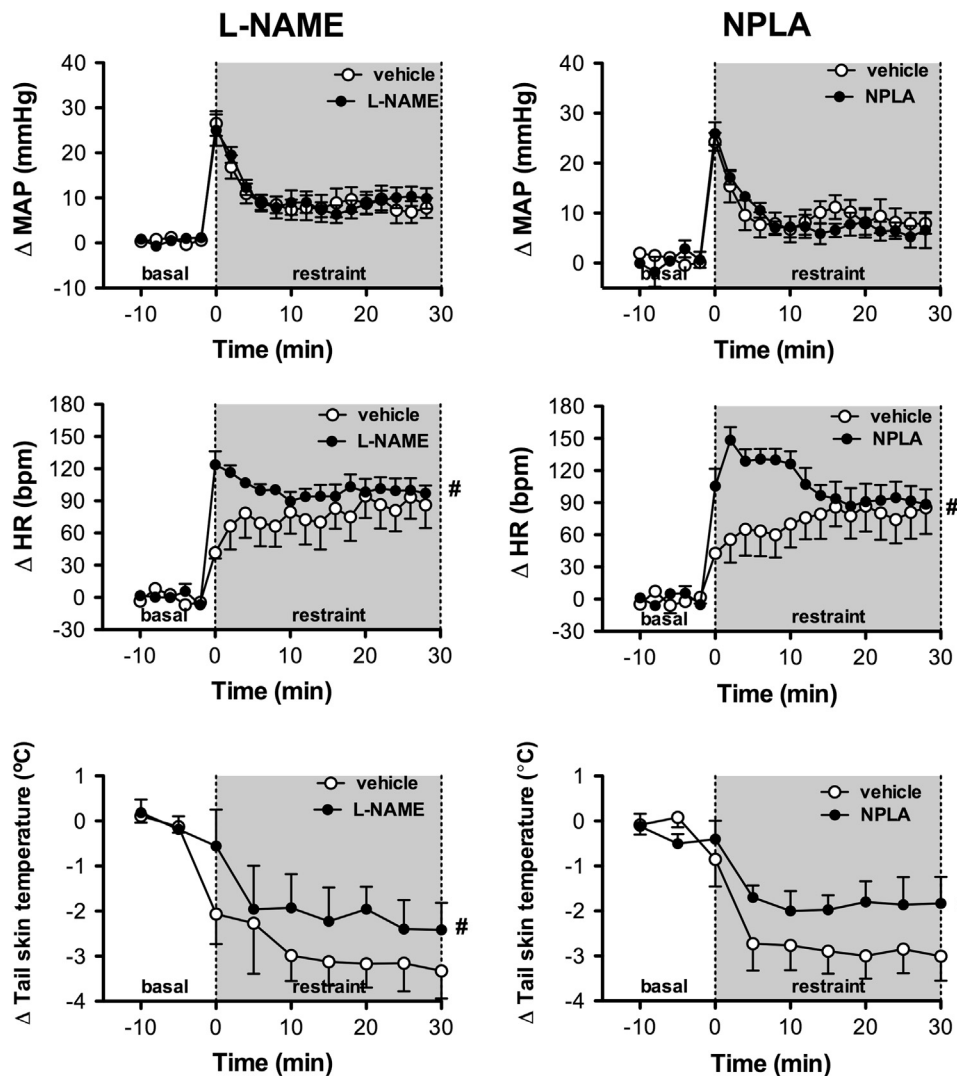 L-NAME
NPLA
Δ MAP (mmHg)
40
30
20
10
0
-10
vehicle
L-NAME
basal
restraint
-10 0 10 20 30
Time (min)
Δ MAP (mmHg)
40
30
20
10
0
vehicle
NPLA
basal
restraint
-10 0 10 20 30
Time (min)
Δ HR (bpm)
180
150
120
90
60
30
0
-30
vehicle
L-NAME
#
basal
restraint
-10 0 10 20 30
Time (min)
Δ HR (bpm)
180
150
120
90
60
30
0
-30
vehicle
NPLA
#
basal
restraint
-10 0 10 20 30
Time (min)
Δ Tail skin temperature (ºC)
1
0
-1
-2
-3
-4
vehicle
L-NAME
#
basal
restraint
-10 0 10 20 30
Time (min)
Δ Tail skin temperature (°C)
1
0
-1
-2
-3
-4
vehicle
NPLA
basal
restraint
-10 0 10 20 30
Time (min)